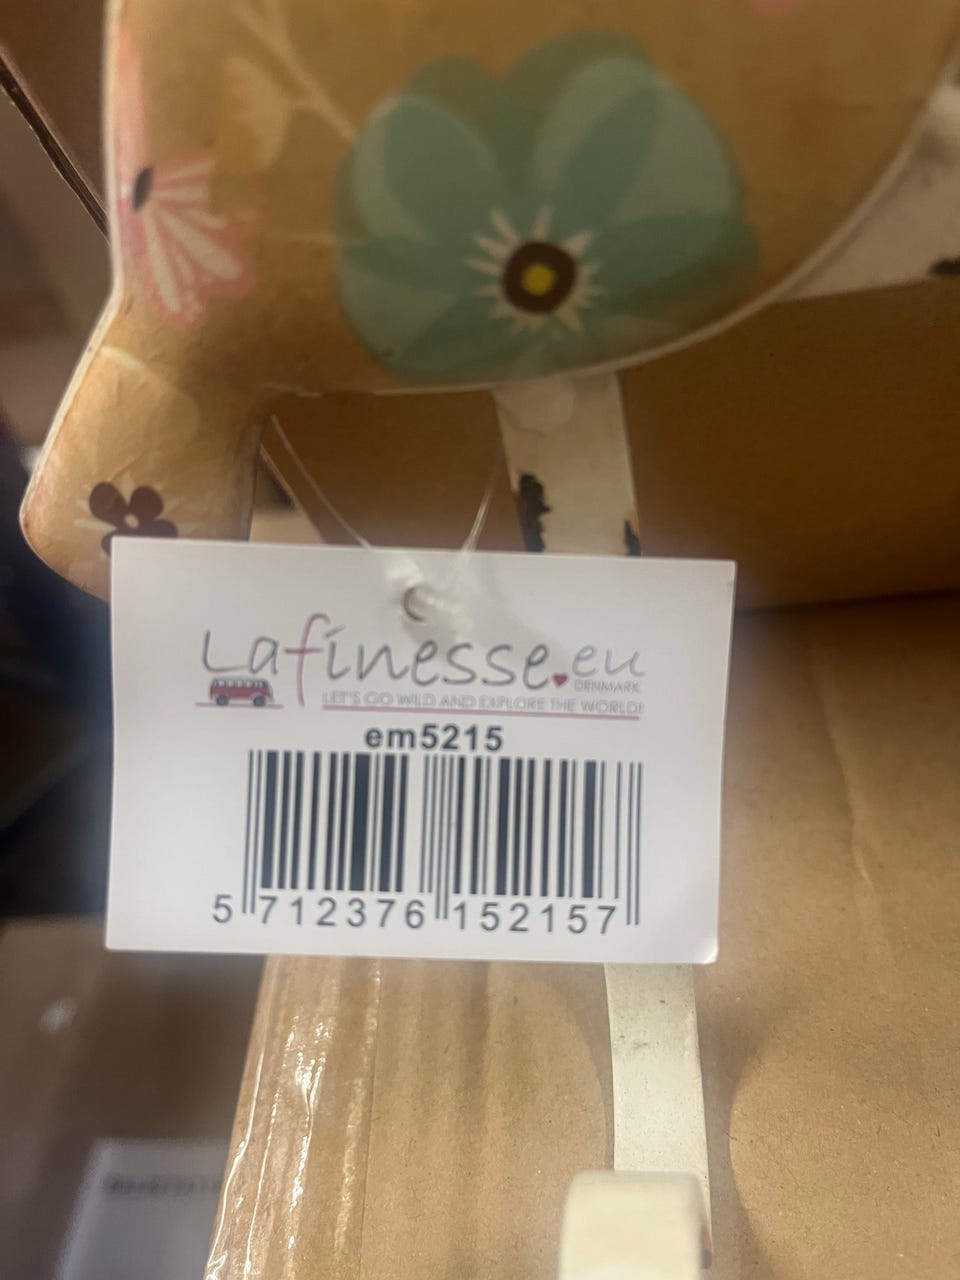 Lafinesse.eu
DENMARK
LET'S GO WILD AND EXPLORE THE WORLD!
em5215
5 712376 152157